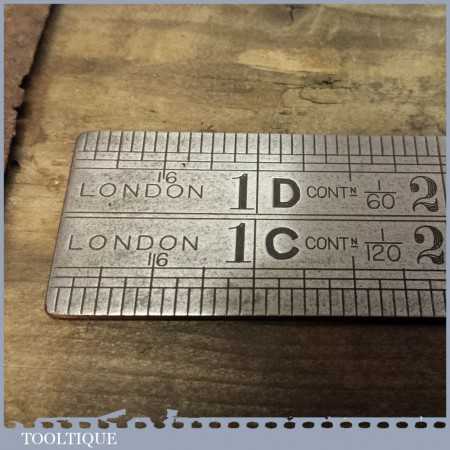 16
LONDON 1 D CONTN 1/60 2
LONDON 1 C CONTN 1/120 2
16
TOOLTIQUE